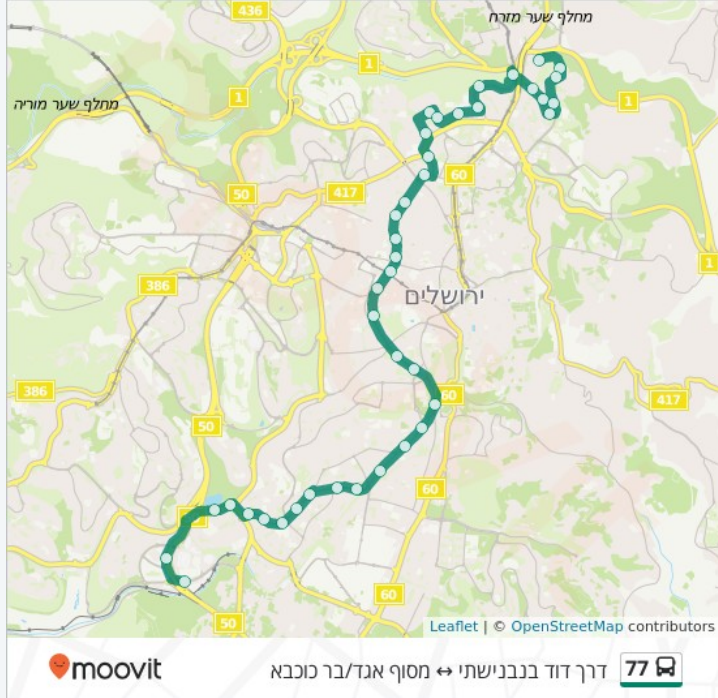 מחלף שער מזרח
436
1
1
1
מחלף שער מוריה
60
50
417
1
386
ירושלים
386
60
417
50
60
60
50
Leaflet | © OpenStreetMap contributors
moovit
דרך דוד בנבנישתי ↔ מסוף אגד/בר כוכבא
77